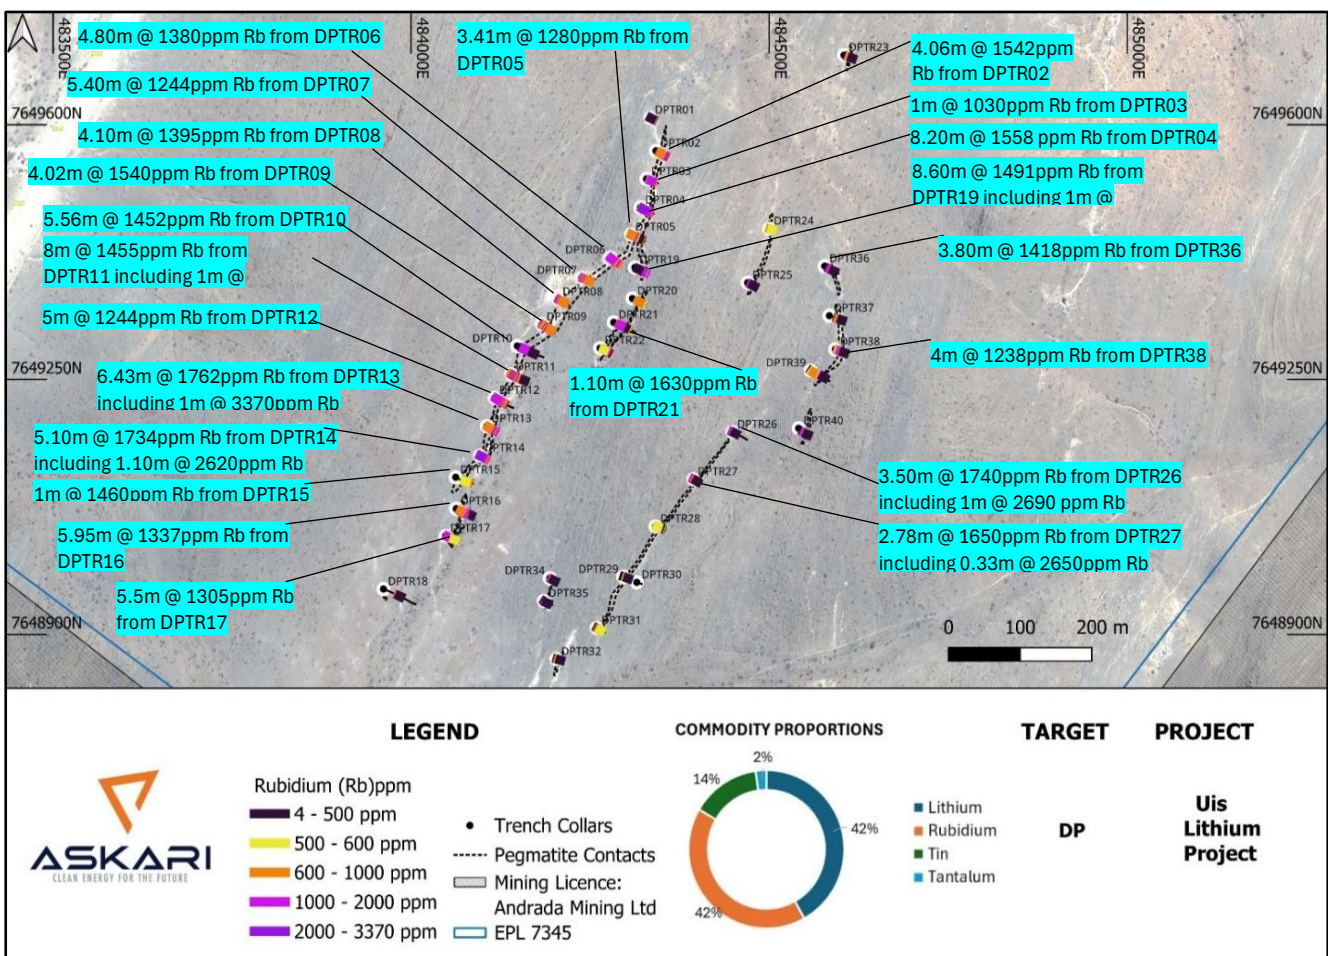 483500E
484000E
484500E
485000E
4.80m @ 1380ppm Rb from DPTR06
3.41m @ 1280ppm Rb from
DPTR05
4.06m @ 1542ppm
Rb from DPTR02
5.40m @ 1244ppm Rb from DPTR07
1m @ 1030ppm Rb from DPTR03
7649600N
7649600N
4.10m @ 1395ppm Rb from DPTR08
8.20m @ 1558 ppm Rb from DPTR04
4.02m @ 1540ppm Rb from DPTR09
8.60m @ 1491ppm Rb from
DPTR19 including 1m @
5.56m @ 1452ppm Rb from DPTR10
8m @ 1455ppm Rb from
DPTR11 including 1m @
3.80m @ 1418ppm Rb from DPTR36
5m @ 1244ppm Rb from DPTR12
4m @ 1238ppm Rb from DPTR38
7649250N
7649250N
6.43m @ 1762ppm Rb from DPTR13
including 1m @ 3370ppm Rb
1.10m @ 1630ppm Rb
from DPTR21
5.10m @ 1734ppm Rb from DPTR14
including 1.10m @ 2620ppm Rb
1m @ 1460ppm Rb from DPTR15
3.50m @ 1740ppm Rb from DPTR26
including 1m @ 2690 ppm Rb
5.95m @ 1337ppm Rb from
DPTR16
2.78m @ 1650ppm Rb from DPTR27
including 0.33m @ 2650ppm Rb
5.5m @ 1305ppm Rb
from DPTR17
7648900N
7648900N
DPTR23
DPTR01
DPTR02
DPTR03
DPTR04
DPTR05
DPTR24
DPTR06
DPTR19
DPTR36
DPTR07
DPTR25
DPTR08
DPTR20
DPTR37
DPTR09
DPTR21
DPTR10
DPTR22
DPTR38
DPTR11
DPTR39
DPTR12
DPTR13
DPTR40
DPTR26
DPTR14
DPTR15
DPTR27
DPTR16
DPTR28
DPTR17
DPTR34
DPTR29
DPTR30
DPTR18
DPTR35
DPTR31
DPTR32
0 100 200 m
LEGEND
Rubidium (Rb)ppm
4 - 500 ppm
500 - 600 ppm
600 - 1000 ppm
1000 - 2000 ppm
2000 - 3370 ppm
Trench Collars
Pegmatite Contacts
Mining Licence:
Andrada Mining Ltd
EPL 7345
ASKARI
CLEAN ENERGY FOR THE FUTURE
COMMODITY PROPORTIONS
2%
14%
42%
42%
Lithium
Rubidium
Tin
Tantalum
TARGET
DP
PROJECT
Uis
Lithium
Project